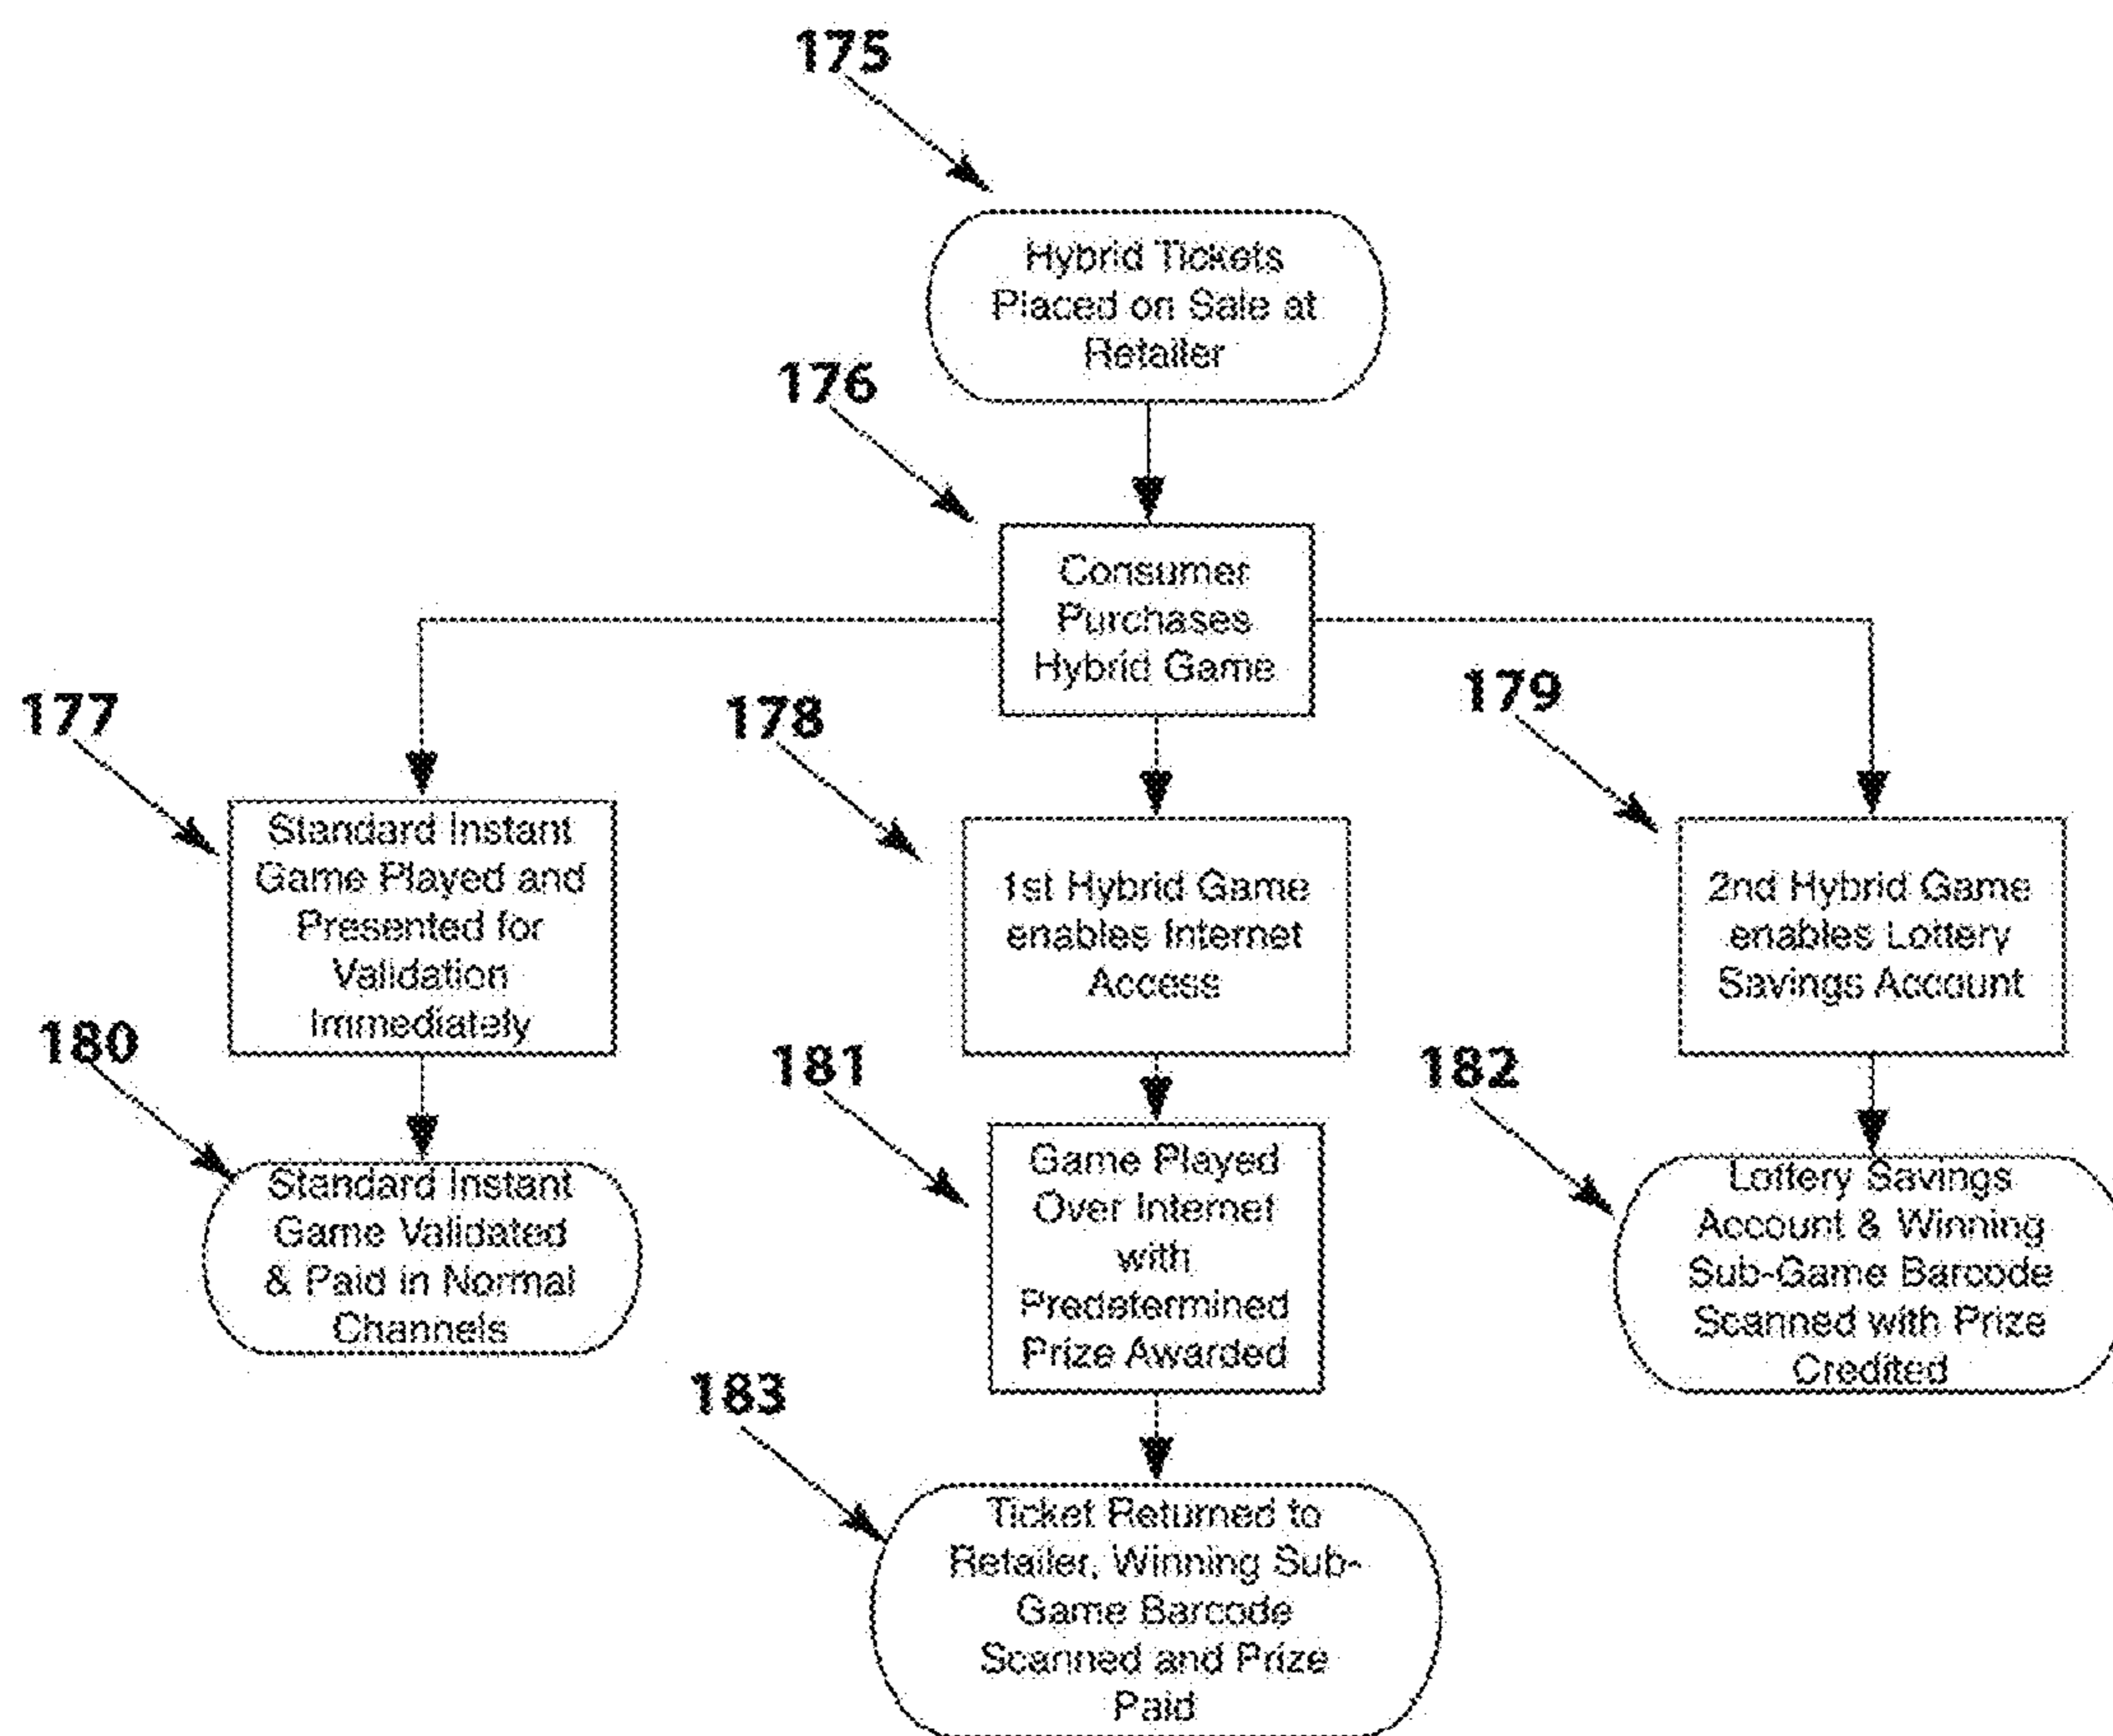 175
Hybrid Tickets
Placed on Sale at
Retailer
176
Consumer
Purchases
Hybrid Game
177
Standard Instant
Game Played and
Presented for
Validation
Immediately
178
1st Hybrid Game
enables Internet
Access
179
2nd Hybrid Game
enables Lottery
Savings Account
180
Standard Instant
Game Validated
& Paid in Normal
Channels
181
Game Played
Over Internet
with
Predetermined
Prize Awarded
182
Lottery Savings
Account & Winning
Sub-Game Barcode
Scanned with Prize
Credited
183
Ticket Returned to
Retailer, Winning Sub-
Game Barcode
Scanned and Prize
Paid